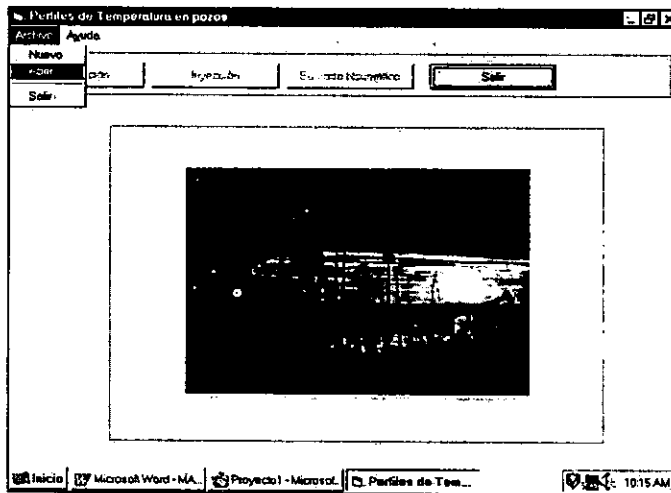 Perfiles de Temperatura en pozos
Archivo Ayuda
Nuevo
Abrir
Salir
Inyección Salir
Inicio Microsoft Word - MA... Proyecto1 - Microsof... Perfiles de Tem... 10:15 AM